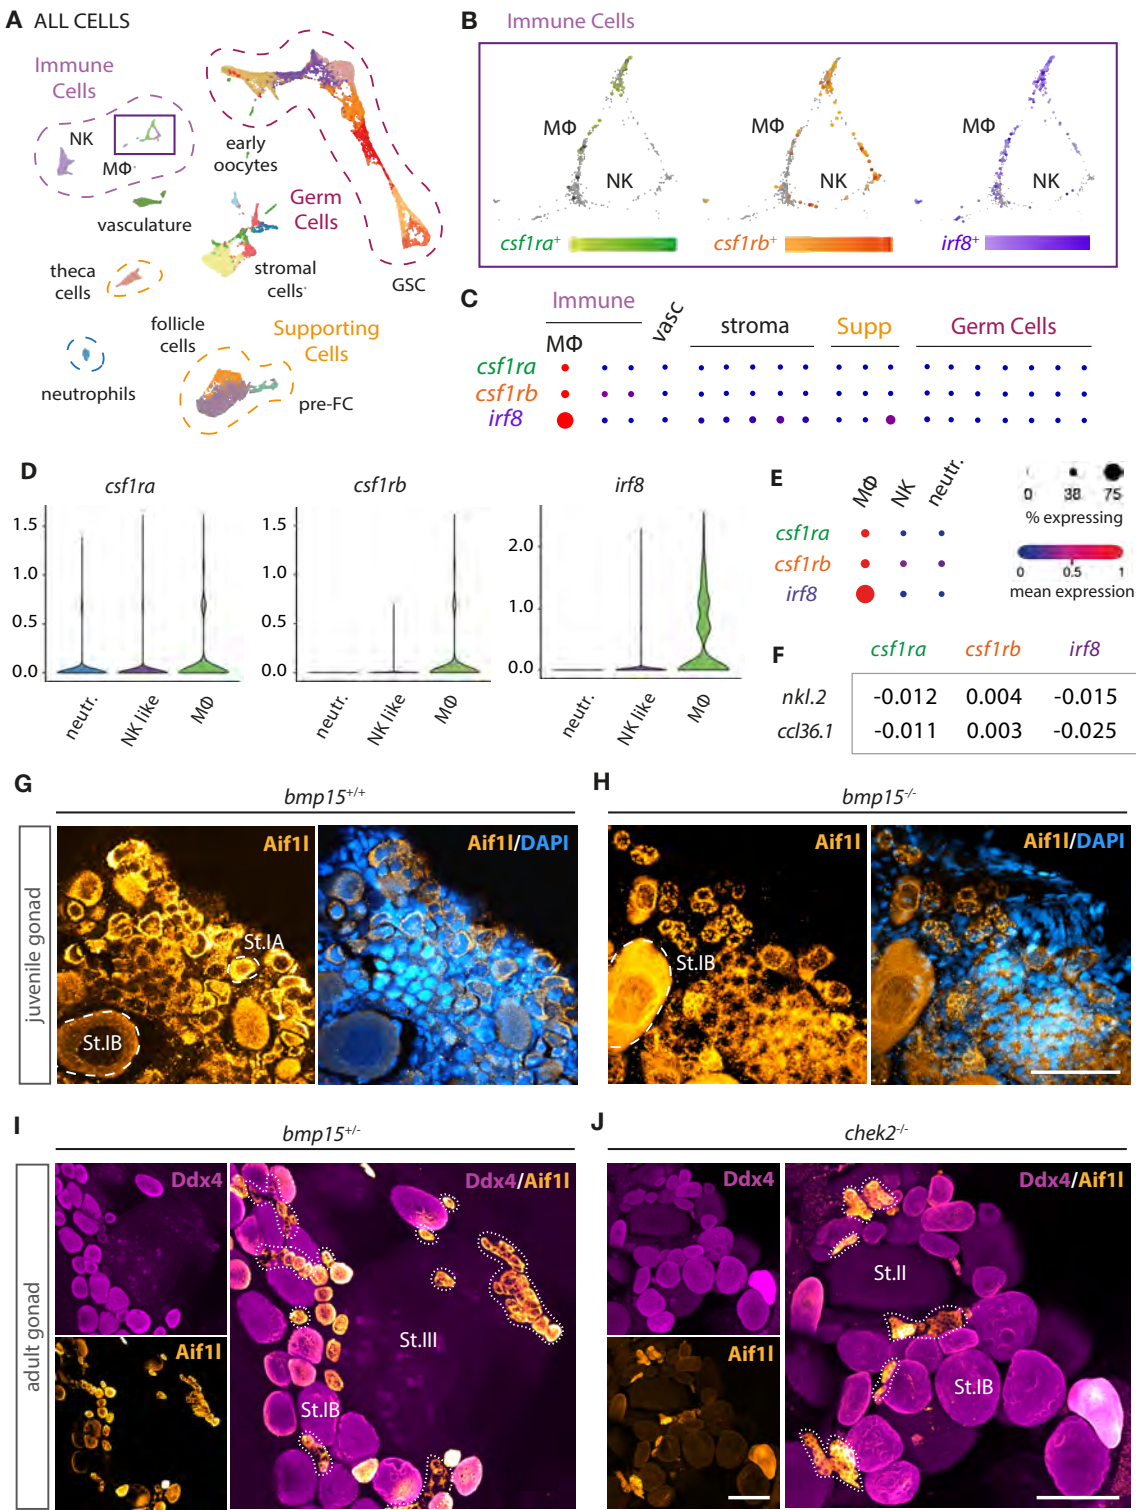 A ALL CELLS
Immune
Cells
NK
MΦ
early
oocytes
vasculature
Germ
Cells
theca
cells
stromal
cells
GSC
follicle
cells
Supporting
Cells
neutrophils
pre-FC
B Immune Cells
MΦ
NK
csf1ra+
MΦ
NK
csf1rb+
MΦ
NK
irf8+
C
Immune
MΦ
vasc
stroma
Supp
Germ Cells
csf1ra
csf1rb
irf8
D
csf1ra
1.5
1.0
0.5
0.0
neutr.
NK like
MΦ
csf1rb
1.5
1.0
0.5
0.0
neutr.
NK like
MΦ
irf8
2.0
1.0
0.0
neutr.
NK like
MΦ
E
MΦ
NK
neutr.
csf1ra
csf1rb
irf8
0 38 75
% expressing
0 0.5 1
mean expression
F
csf1ra csf1rb irf8
nkl.2 -0.012 0.004 -0.015
ccl36.1 -0.011 0.003 -0.025
G
bmp15+/+
juvenile gonad
Aif1l
St.IA
St.IB
Aif1l/DAPI
H
bmp15-/-
Aif1l
St.IB
Aif1l/DAPI
I
bmp15+/-
adult gonad
Ddx4
Aif1l
Ddx4/Aif1l
St.III
St.IB
J
chek2-/-
Ddx4
Aif1l
Ddx4/Aif1l
St.II
St.IB